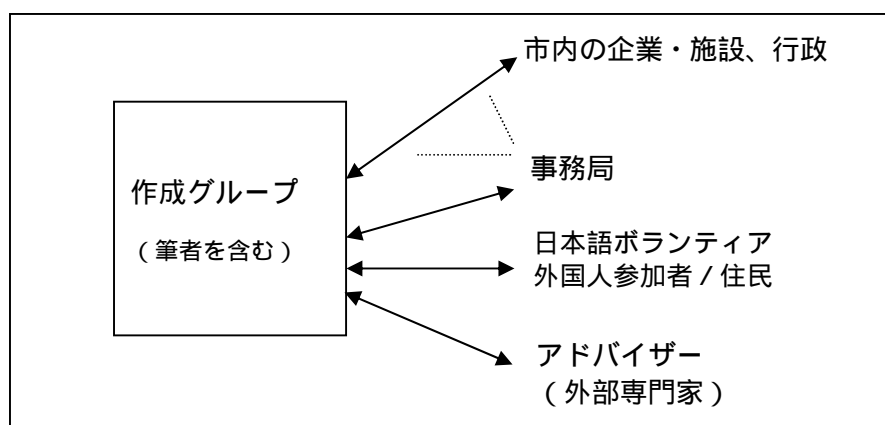 市内の企業・施設、行政
事務局
作成グループ
(筆者を含む)
日本語ボランティア
外国人参加者/住民
アドバイザー
(外部専門家)